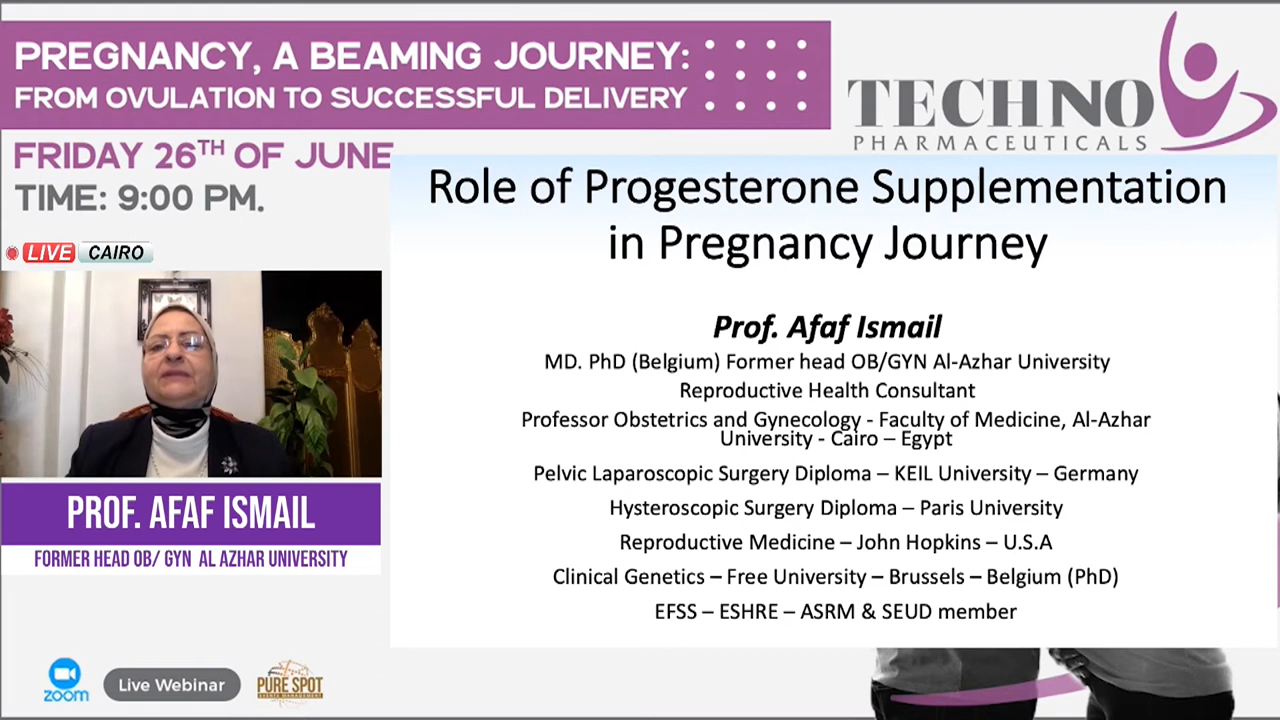 PREGNANCY, A BEAMING JOURNEY:
FROM OVULATION TO SUCCESSFUL DELIVERY
TECHNO
PHARMACEUTICALS
FRIDAY 26TH OF JUNE
TIME: 9:00 PM.
LIVE CAIRO
Role of Progesterone Supplementation
in Pregnancy Journey
Prof. Afaf Ismail
MD. PhD (Belgium) Former head OB/GYN Al-Azhar University
Reproductive Health Consultant
Professor Obstetrics and Gynecology - Faculty of Medicine, Al-Azhar
University - Cairo – Egypt
Pelvic Laparoscopic Surgery Diploma – KEIL University – Germany
Hysteroscopic Surgery Diploma – Paris University
Reproductive Medicine – John Hopkins – U.S.A
Clinical Genetics – Free University – Brussels – Belgium (PhD)
EFSS – ESHRE – ASRM & SEUD member
PROF. AFAF ISMAIL
FORMER HEAD OB/ GYN AL AZHAR UNIVERSITY
zoom
Live Webinar
PURE SPOT
EVENTS MANAGEMENT